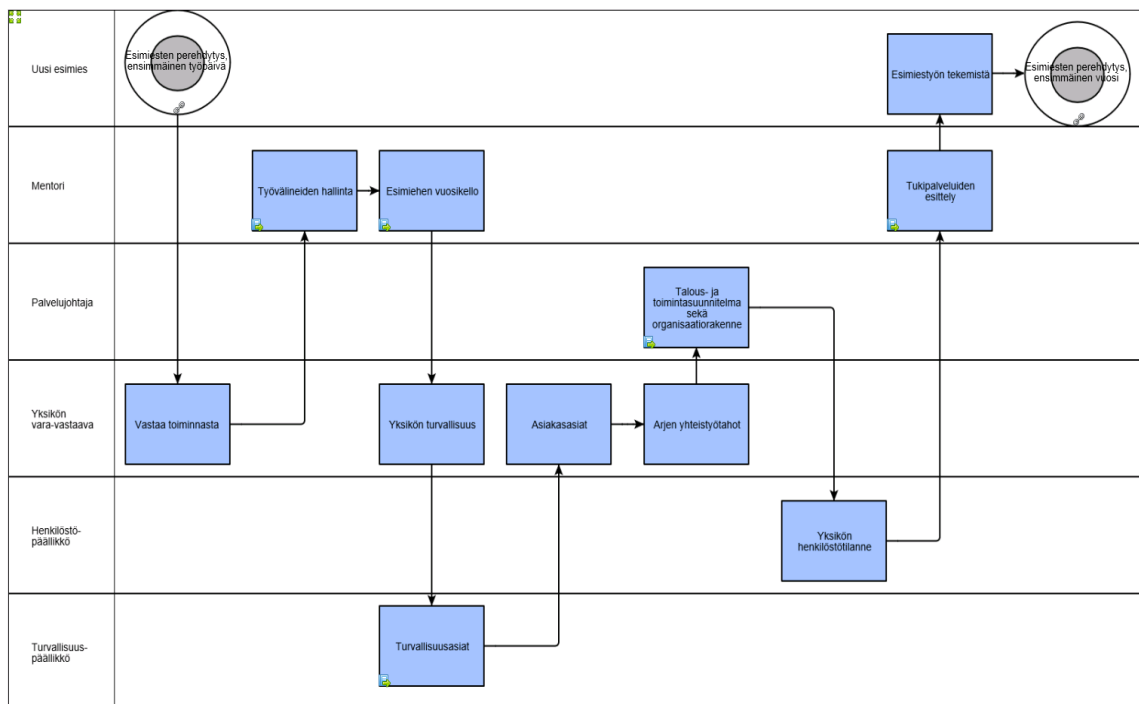 Uusi esimies
Esimiesten perehdytys,
ensimmäinen työpäivä
Esimiestyön tekemistä
Esimiesten perehdytys,
ensimmäinen vuosi
Mentori
Työvälineiden hallinta
Esimiehen vuosikello
Tukipalveluiden
esittely
Palvelujohtaja
Talous- ja
toimintasuunnitelma
sekä
organisaatiorakenne
Yksikön
vara-vastaava
Vastaa toiminnasta
Yksikön turvallisuus
Asiakasasiat
Arjen yhteistyötahot
Henkilöstö-
päällikkö
Yksikön
henkilöstötilanne
Turvallisuus-
päällikkö
Turvallisuusasiat